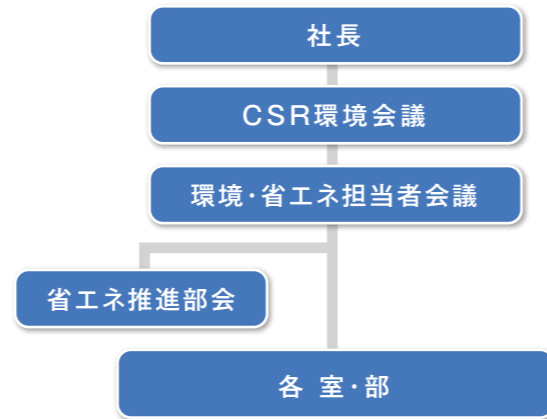 社長
CSR環境会議
環境・省エネ担当者会議
省エネ推進部会
各 室・部